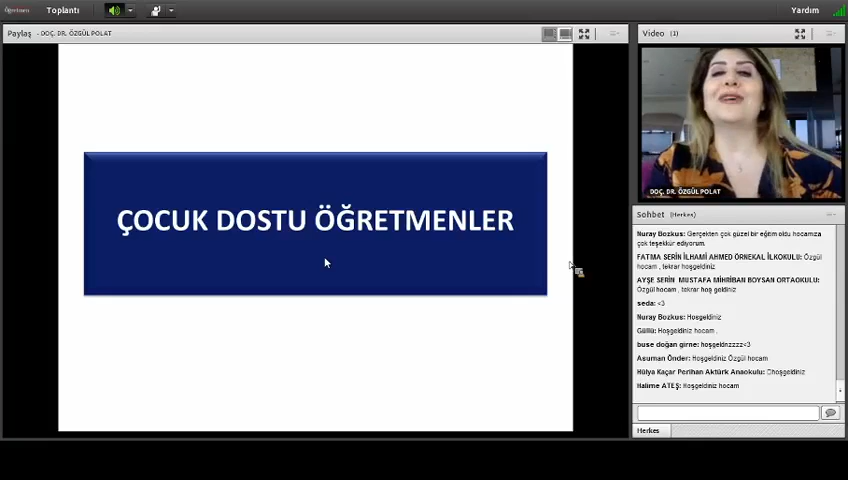 öğretmen Toplantı Yardım
Paylaş - DOÇ. DR. ÖZGÜL POLAT
Video (1)
ÇOCUK DOSTU ÖĞRETMENLER
DOÇ. DR. ÖZGÜL POLAT
Sohbet (Herkes)
Nuray Bozkus: Gerçekten çok güzel bir eğitim oldu hocamıza
çok teşekkür ediyorum.
FATMA SERİN İLHAMİ AHMED ÖRNEKAL İLKOKULU: Özgül
hocam , tekrar hoşgeldiniz
AYŞE SERİN MUSTAFA MİHRİBAN BOYSAN ORTAOKULU:
Özgül hocam , tekrar hoş geldiniz
seda: <3
Nuray Bozkus: Hosgeldiniz
Güllü: Hoşgeldiniz hocam .
buse doğan girne: hoşgeldnzzzz<3
Asuman Önder: Hoşgeldiniz Özgül hocam
Hülya Kaçar Perihan Aktürk Anaokulu: hoşgeldiniz
Halime ATEŞ: Hoşgeldiniz hocam
Herkes